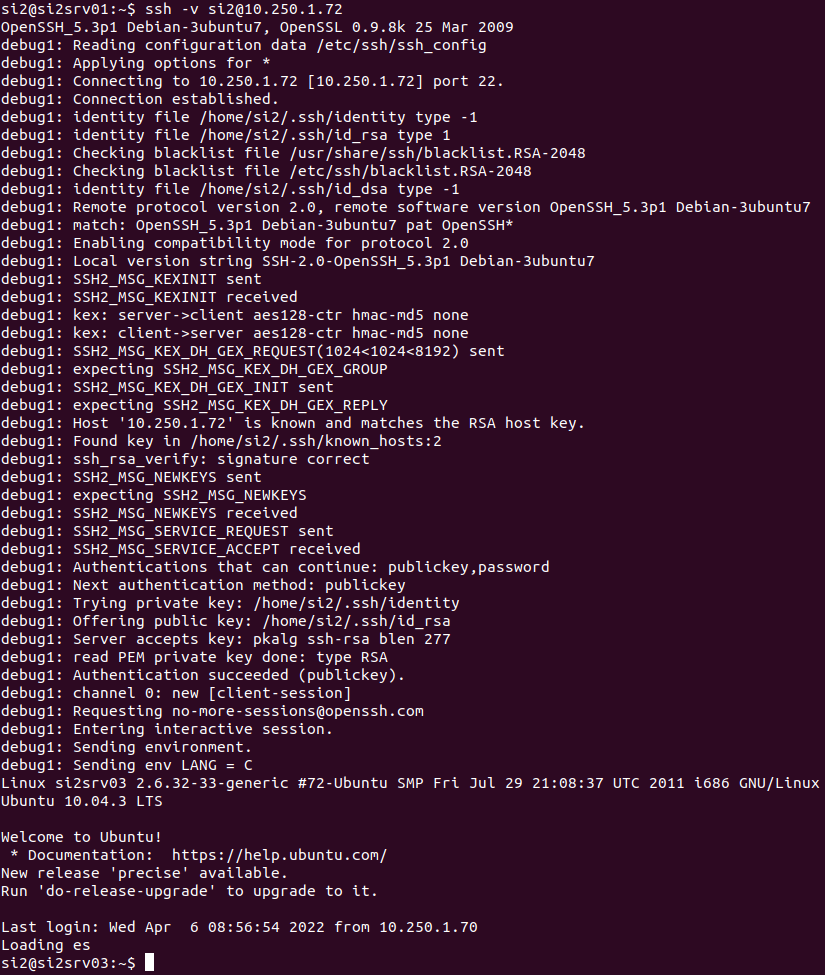 si2@si2srv01:~$ ssh -v si2@10.250.1.72
OpenSSH_5.3p1 Debian-3ubuntu7, OpenSSL 0.9.8k 25 Mar 2009
debug1: Reading configuration data /etc/ssh/ssh_config
debug1: Applying options for *
debug1: Connecting to 10.250.1.72 [10.250.1.72] port 22.
debug1: Connection established.
debug1: identity file /home/si2/.ssh/identity type -1
debug1: identity file /home/si2/.ssh/id_rsa type 1
debug1: Checking blacklist file /usr/share/ssh/blacklist.RSA-2048
debug1: Checking blacklist file /etc/ssh/blacklist.RSA-2048
debug1: identity file /home/si2/.ssh/id_dsa type -1
debug1: Remote protocol version 2.0, remote software version OpenSSH_5.3p1 Debian-3ubuntu7
debug1: match: OpenSSH_5.3p1 Debian-3ubuntu7 pat OpenSSH*
debug1: Enabling compatibility mode for protocol 2.0
debug1: Local version string SSH-2.0-OpenSSH_5.3p1 Debian-3ubuntu7
debug1: SSH2_MSG_KEXINIT sent
debug1: SSH2_MSG_KEXINIT received
debug1: kex: server->client aes128-ctr hmac-md5 none
debug1: kex: client->server aes128-ctr hmac-md5 none
debug1: SSH2_MSG_KEX_DH_GEX_REQUEST(1024<1024<8192) sent
debug1: expecting SSH2_MSG_KEX_DH_GEX_GROUP
debug1: SSH2_MSG_KEX_DH_GEX_INIT sent
debug1: expecting SSH2_MSG_KEX_DH_GEX_REPLY
debug1: Host '10.250.1.72' is known and matches the RSA host key.
debug1: Found key in /home/si2/.ssh/known_hosts:2
debug1: ssh_rsa_verify: signature correct
debug1: SSH2_MSG_NEWKEYS sent
debug1: expecting SSH2_MSG_NEWKEYS
debug1: SSH2_MSG_NEWKEYS received
debug1: SSH2_MSG_SERVICE_REQUEST sent
debug1: SSH2_MSG_SERVICE_ACCEPT received
debug1: Authentications that can continue: publickey,password
debug1: Next authentication method: publickey
debug1: Trying private key: /home/si2/.ssh/identity
debug1: Offering public key: /home/si2/.ssh/id_rsa
debug1: Server accepts key: pkalg ssh-rsa blen 277
debug1: read PEM private key done: type RSA
debug1: Authentication succeeded (publickey).
debug1: channel 0: new [client-session]
debug1: Requesting no-more-sessions@openssh.com
debug1: Entering interactive session.
debug1: Sending environment.
debug1: Sending env LANG = C
Linux si2srv03 2.6.32-33-generic #72-Ubuntu SMP Fri Jul 29 21:08:37 UTC 2011 i686 GNU/Linux
Ubuntu 10.04.3 LTS

Welcome to Ubuntu!
 * Documentation:  https://help.ubuntu.com/
New release 'precise' available.
Run 'do-release-upgrade' to upgrade to it.

Last login: Wed Apr  6 08:56:54 2022 from 10.250.1.70
Loading es
si2@si2srv03:~$